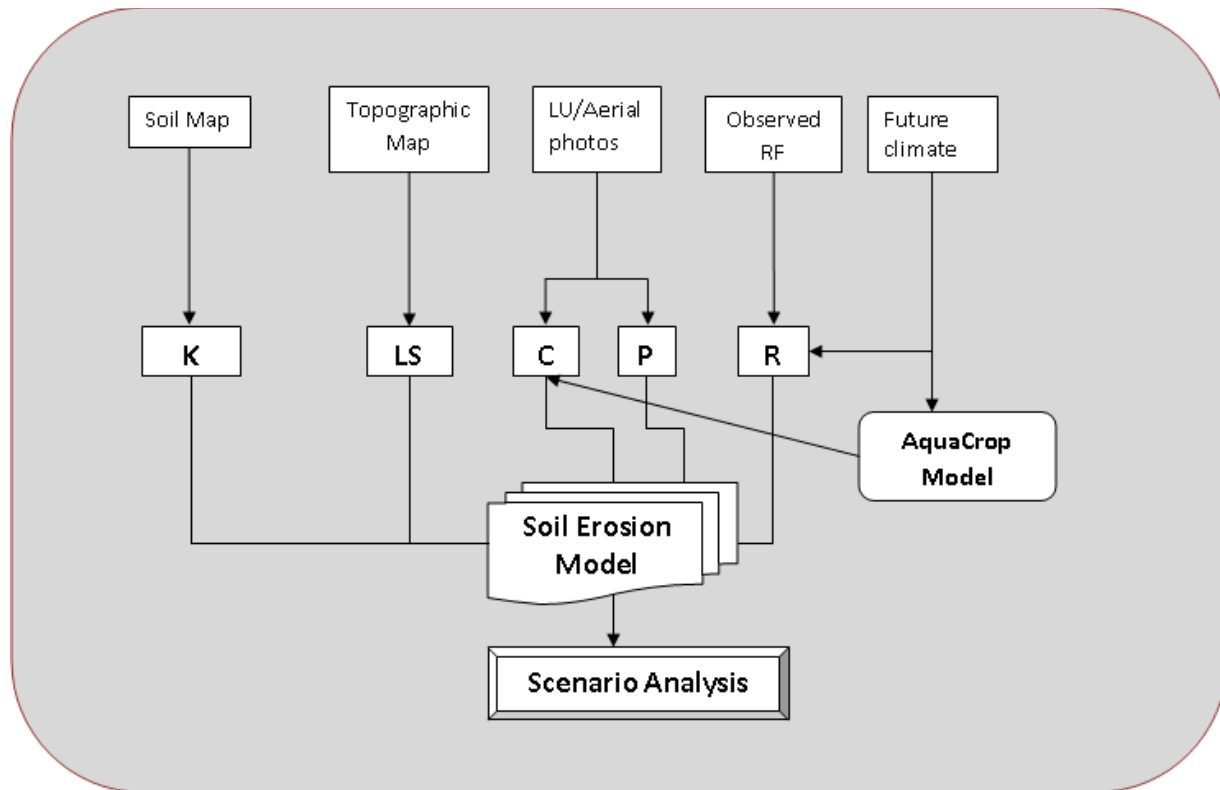 Soil Map
Topographic
Map
LU/Aerial
photos
Observed
RF
Future
climate
K
LS
C
P
R
AquaCrop
Model
Soil Erosion
Model
Scenario Analysis